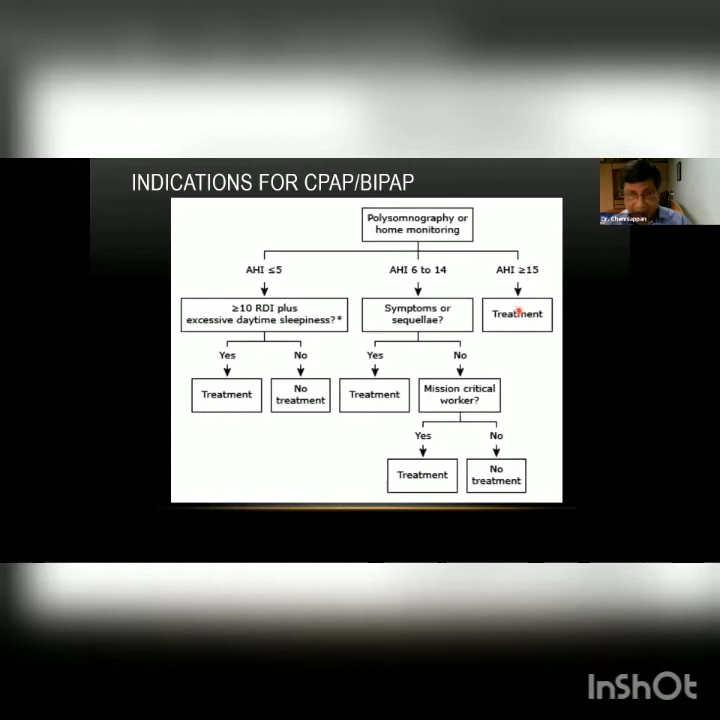 INDICATIONS FOR CPAP/BIPAP
Dr. Chennappan
Polysomnography or
home monitoring
AHI ≤5
AHI 6 to 14
AHI ≥15
≥10 RDI plus
excessive daytime sleepiness?*
Symptoms or
sequellae?
Treatment
Yes
No
Yes
No
Treatment
No
treatment
Treatment
Mission critical
worker?
Yes
No
Treatment
No
treatment
InShOt